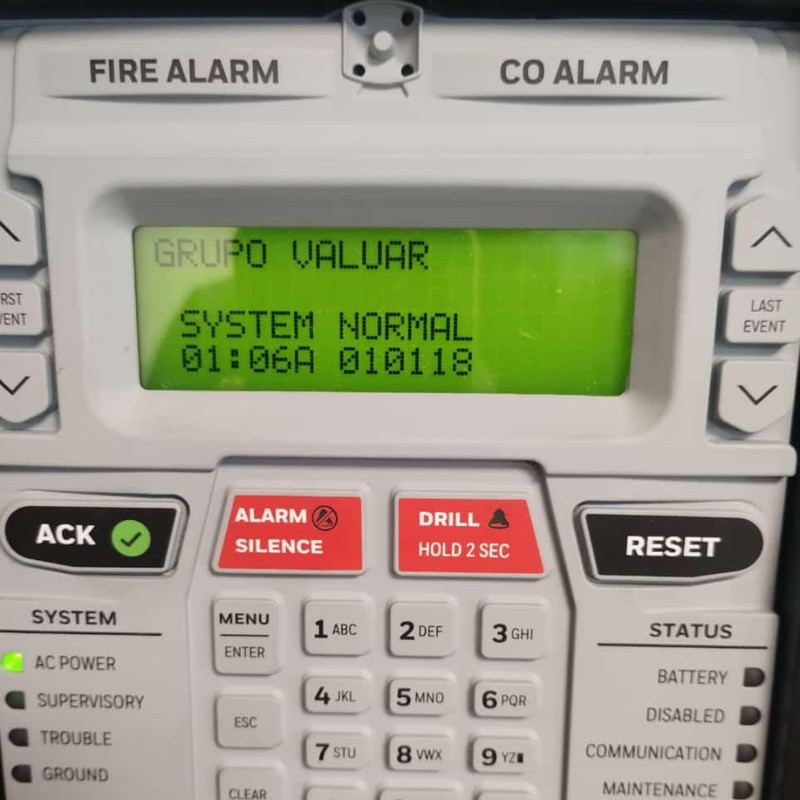 FIRE ALARM
CO ALARM
GRUPO VALUAR
SYSTEM NORMAL
01:06A 010118
LAST
EVENT
ACK
ALARM
SILENCE
DRILL
HOLD 2 SEC
RESET
SYSTEM
AC POWER
SUPERVISORY
TROUBLE
GROUND
MENU
ENTER
1 ABC
2 DEF
3 GHI
4 JKL
5 MNO
6 PQR
ESC
7 STU
8 VWX
9 YZ
CLEAR
STATUS
BATTERY
DISABLED
COMMUNICATION
MAINTENANCE